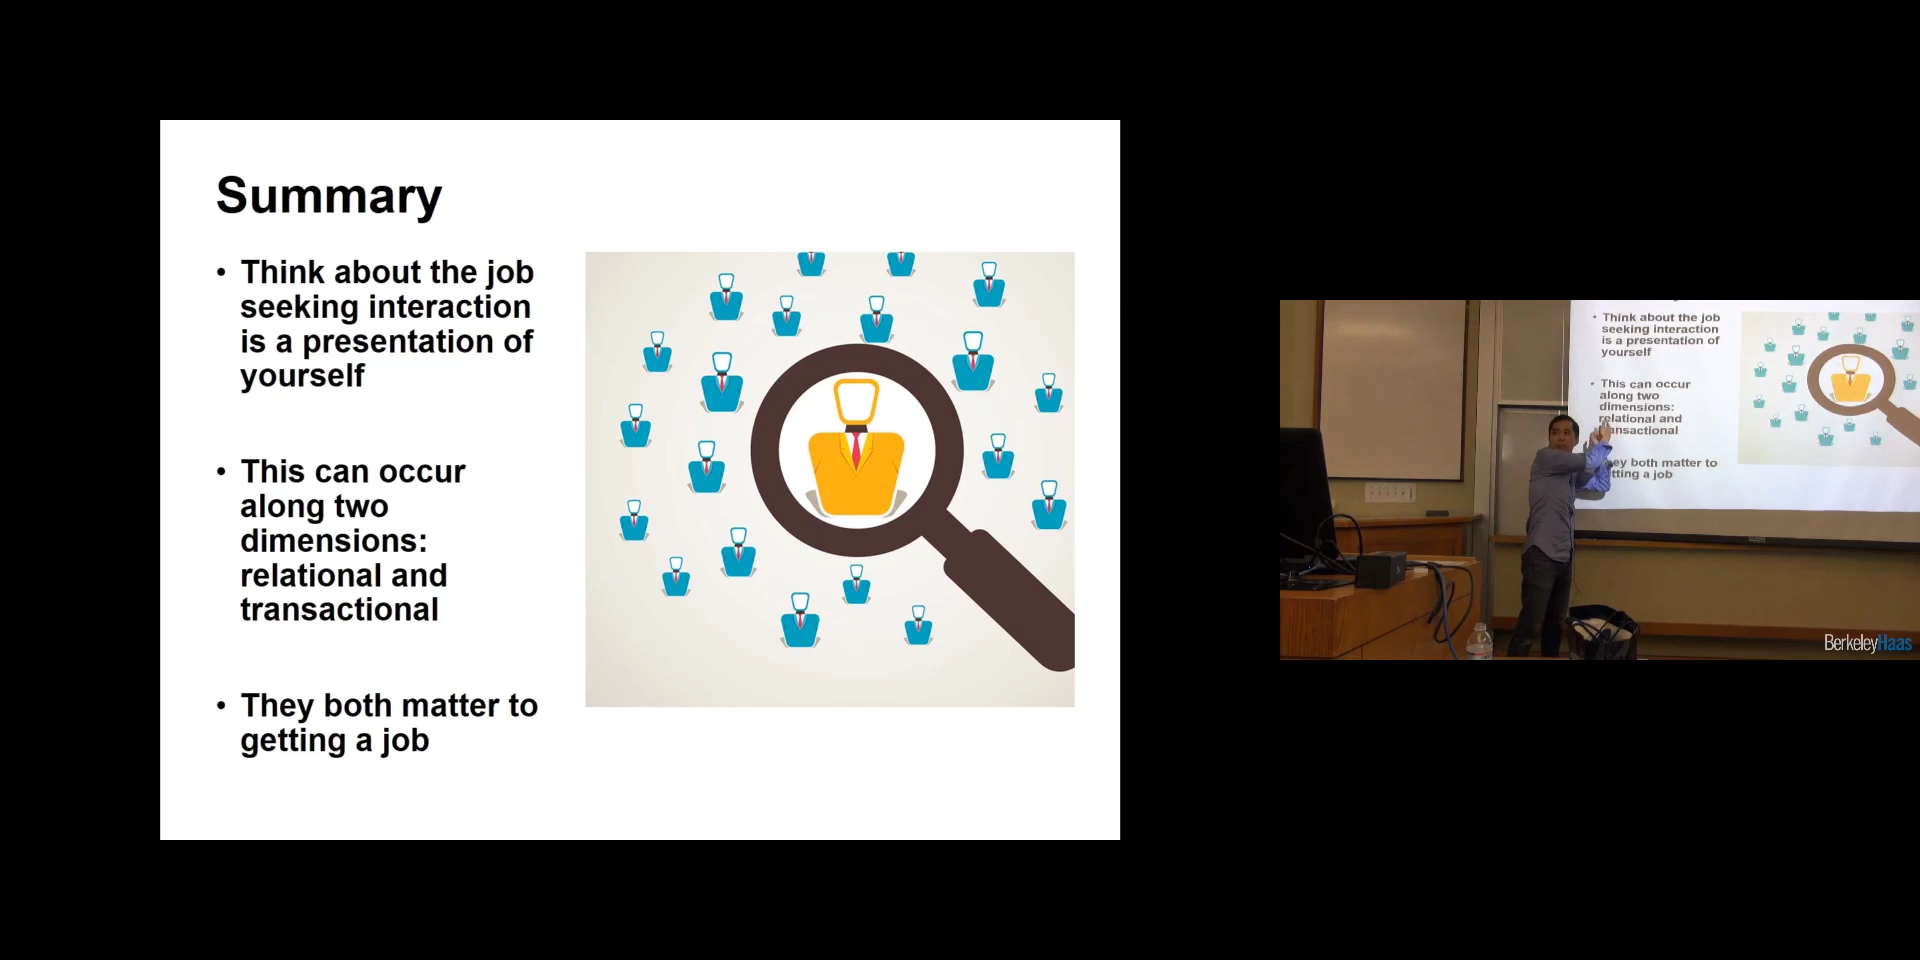 Summary
• Think about the job
seeking interaction
is a presentation of
yourself
• This can occur
along two
dimensions:
relational and
transactional
• They both matter to
getting a job
• Think about the job
seeking interaction
is a presentation of
yourself
• This can occur
along two
dimensions:
relational and
ansactional
ey both matter to
tting a job
BerkeleyHaas